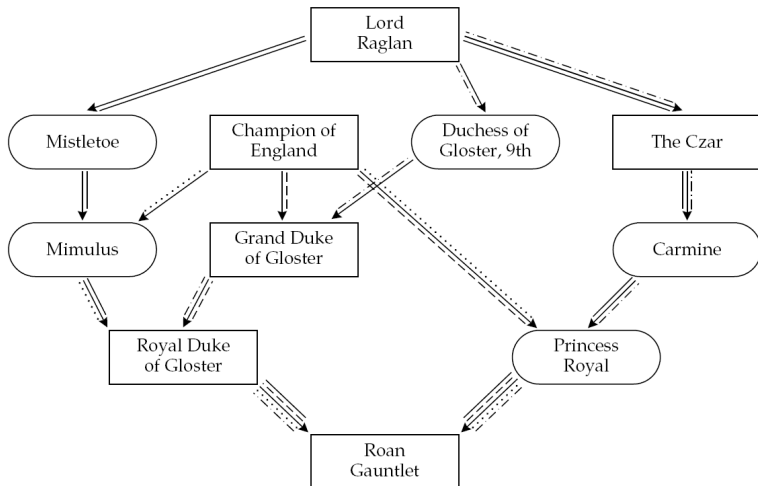 Lord
Raglan
Mistletoe
Champion of
England
Duchess of
Gloster, 9th
The Czar
Mimulus
Grand Duke
of Gloster
Carmine
Royal Duke
of Gloster
Princess
Royal
Roan
Gauntlet